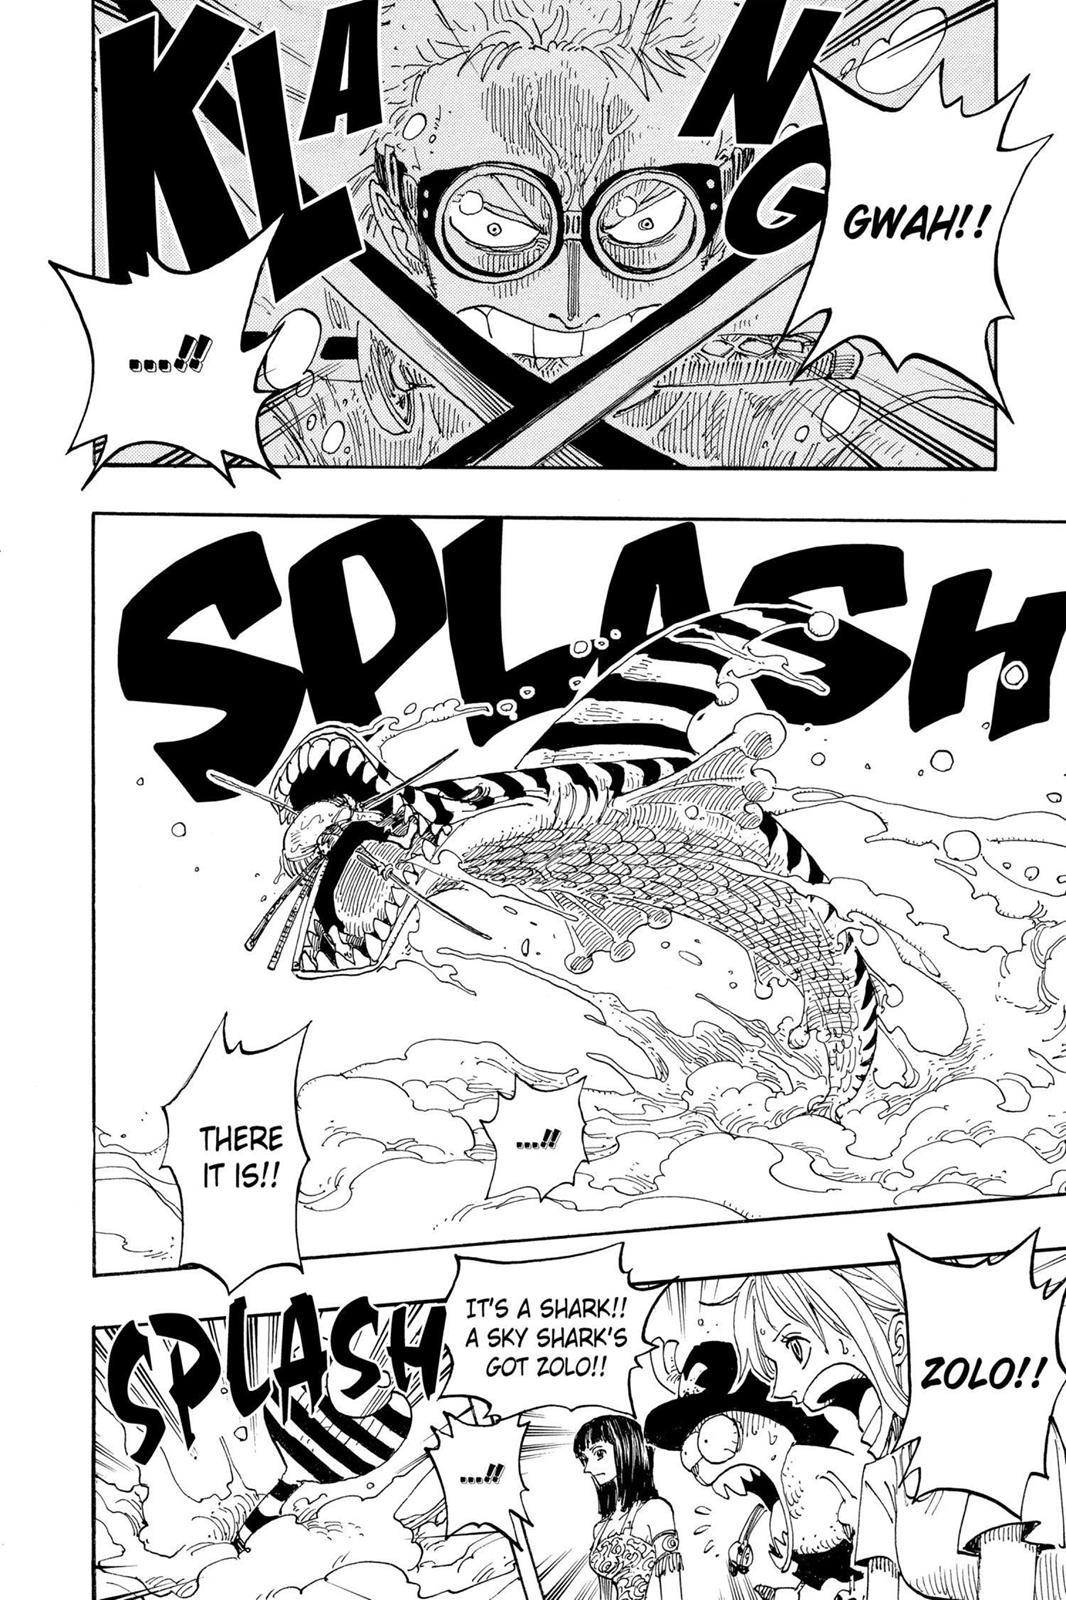 KLANG
GWAH!!
....!!
SPLASH
THERE
IT IS!!
....!!
ZOLO!!
IT'S A SHARK!!
A SKY SHARK'S
GOT ZOLO!!
....!!
SPLASH